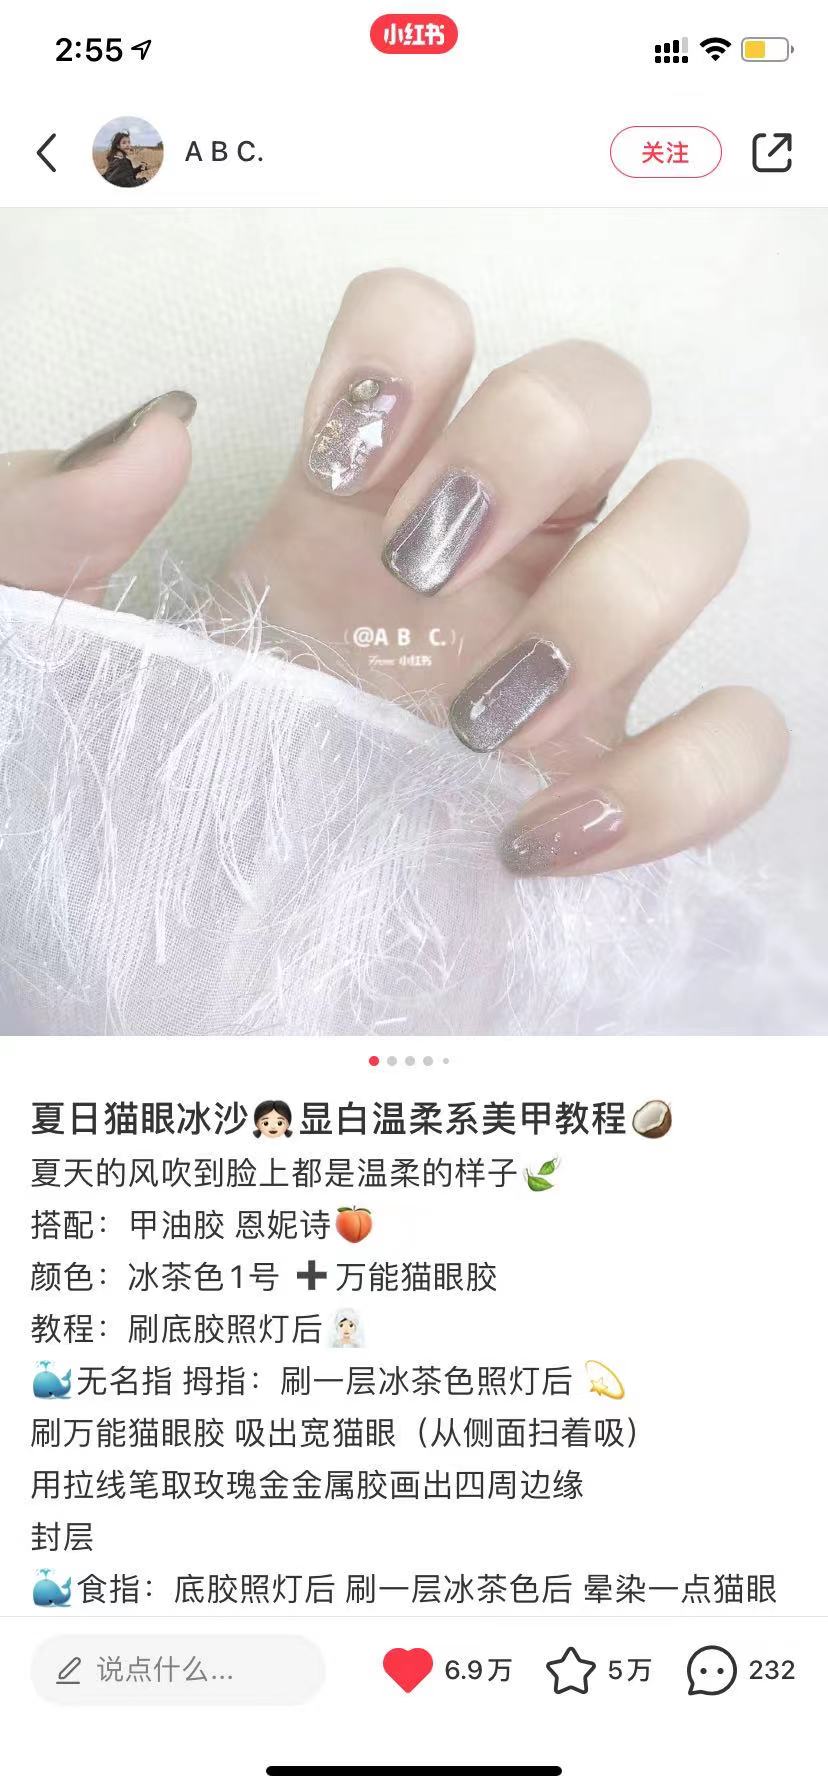 2:55
小红书
A B C.
关注
(@A B C.)
From 小红书
夏日猫眼冰沙👧🏻显白温柔系美甲教程🥥
夏天的风吹到脸上都是温柔的样子🍃
搭配：甲油胶 恩妮诗🍑
颜色：冰茶色1号 ➕万能猫眼胶
教程：刷底胶照灯后👰🏻
🐳无名指 拇指：刷一层冰茶色照灯后 💫
刷万能猫眼胶 吸出宽猫眼（从侧面扫着吸）
用拉线笔取玫瑰金金属胶画出四周边缘
封层
🐳食指：底胶照灯后 刷一层冰茶色后 晕染一点猫眼
说点什么...
6.9万
5万
232